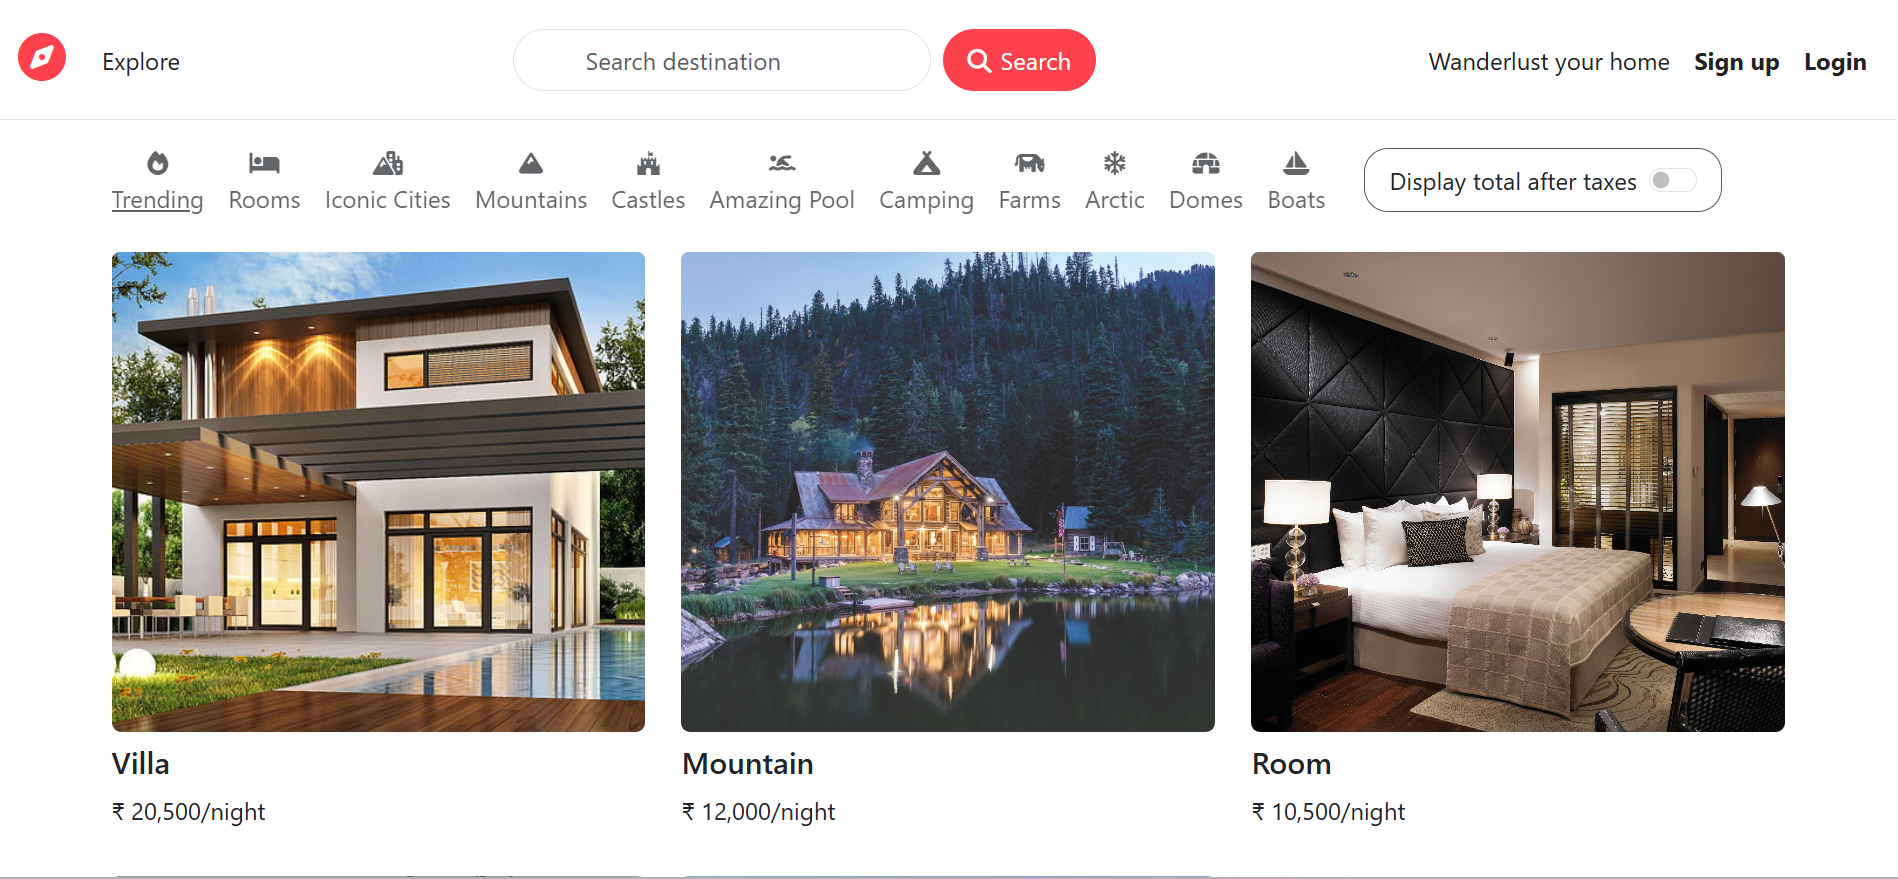 Explore
Search destination
Search
Wanderlust your home
Sign up
Login
Trending
Rooms
Iconic Cities
Mountains
Castles
Amazing Pool
Camping
Farms
Arctic
Domes
Boats
Display total after taxes
Villa
₹ 20,500/night
Mountain
₹ 12,000/night
Room
₹ 10,500/night